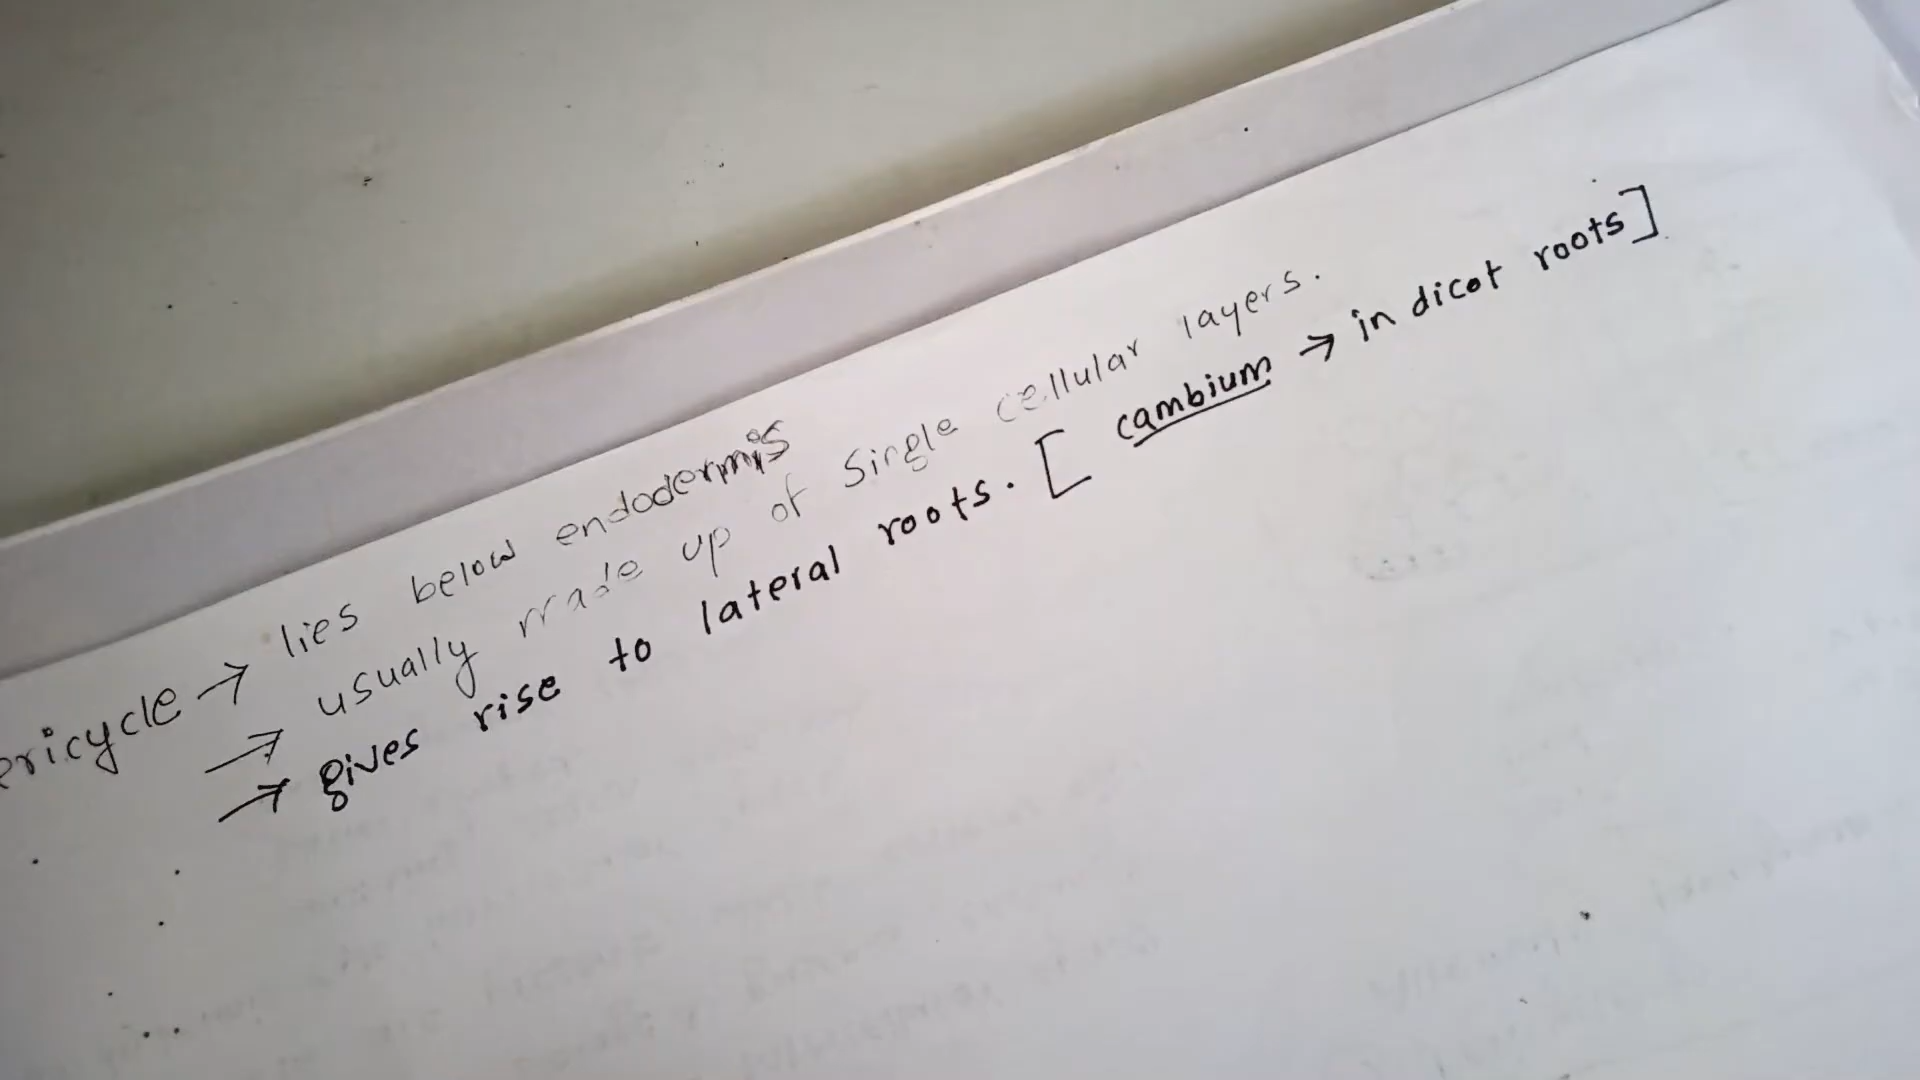 ericycle → lies below endodermis
→ usually made up of single cellular layers.
→ gives rise to lateral roots. [ cambium → in dicot roots]